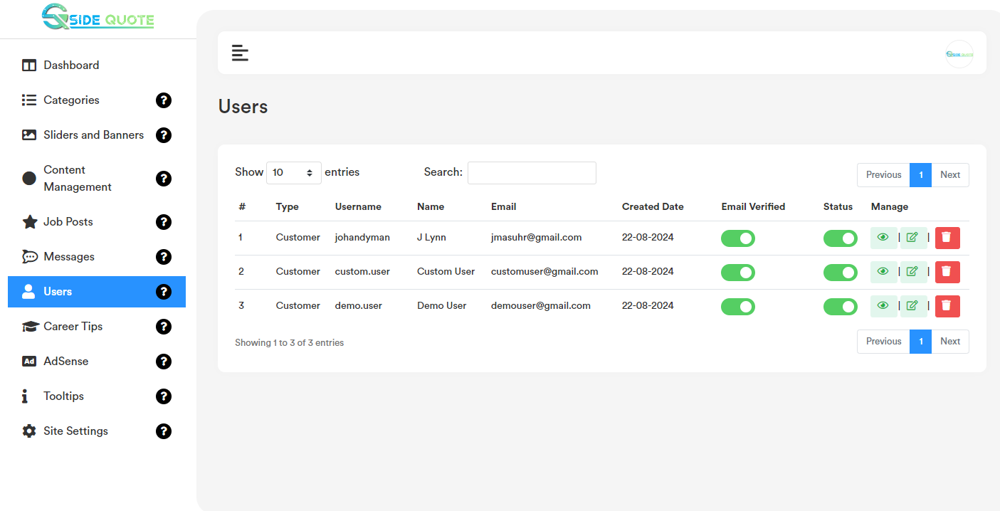 SIDE QUOTE
Dashboard
Categories ?
Sliders and Banners ?
Content
Management ?
Job Posts ?
Messages ?
Users ?
Career Tips ?
Ad AdSense ?
Tooltips ?
Site Settings ?
SIDE QUOTE
Users
Show 10 entries Search: Previous 1 Next
# Type Username Name Email Created Date Email Verified Status Manage
1 Customer johandyman J Lynn jmasuhr@gmail.com 22-08-2024 | |
2 Customer custom.user Custom User customuser@gmail.com 22-08-2024 | |
3 Customer demo.user Demo User demouser@gmail.com 22-08-2024 | |
Showing 1 to 3 of 3 entries Previous 1 Next